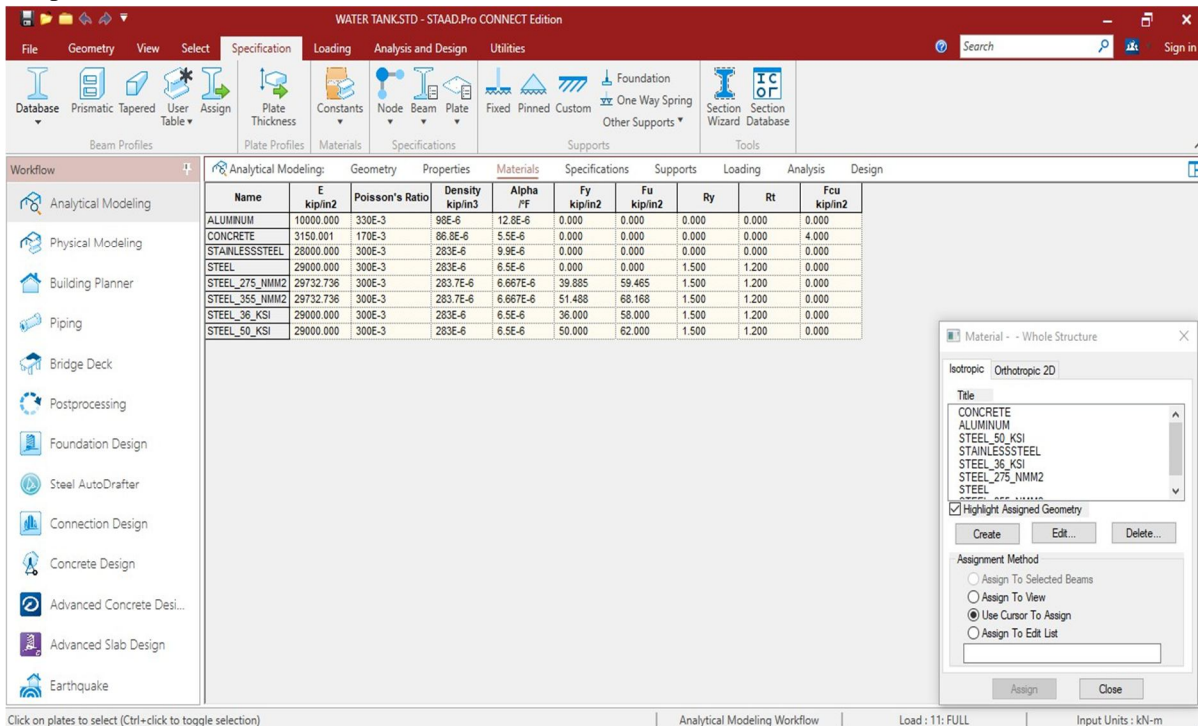 WATER TANK.STD - STAAD.Pro CONNECT Edition
File Geometry View Select Specification Loading Analysis and Design Utilities Search Sign in
Database Prismatic Tapered User Table Assign Plate Thickness Constants Node Beam Plate Fixed Pinned Custom Foundation One Way Spring Other Supports Section Wizard Section Database
Beam Profiles Plate Profiles Materials Specifications Supports Tools
Workflow
Analytical Modeling: Geometry Properties Materials Specifications Supports Loading Analysis Design
Analytical Modeling
Physical Modeling
Building Planner
Piping
Bridge Deck
Postprocessing
Foundation Design
Steel AutoDrafter
Connection Design
Concrete Design
Advanced Concrete Desi...
Advanced Slab Design
Earthquake
Name E kip/in2 Poisson's Ratio Density kip/in3 Alpha /°F Fy kip/in2 Fu kip/in2 Ry Rt Fcu kip/in2
ALUMINUM 10000.000 330E-3 98E-6 12.8E-6 0.000 0.000 0.000 0.000 0.000
CONCRETE 3150.001 170E-3 86.8E-6 5.5E-6 0.000 0.000 0.000 0.000 4.000
STAINLESSSTEEL 28000.000 300E-3 283E-6 9.9E-6 0.000 0.000 0.000 0.000 0.000
STEEL 29000.000 300E-3 283E-6 6.5E-6 0.000 0.000 1.500 1.200 0.000
STEEL_275_NMM2 29732.736 300E-3 283.7E-6 6.667E-6 39.885 59.465 1.500 1.200 0.000
STEEL_355_NMM2 29732.736 300E-3 283.7E-6 6.667E-6 51.488 68.168 1.500 1.200 0.000
STEEL_36_KSI 29000.000 300E-3 283E-6 6.5E-6 36.000 58.000 1.500 1.200 0.000
STEEL_50_KSI 29000.000 300E-3 283E-6 6.5E-6 50.000 62.000 1.500 1.200 0.000
Material - - Whole Structure
Isotropic Orthotropic 2D
Title
CONCRETE
ALUMINUM
STEEL_50_KSI
STAINLESSSTEEL
STEEL_36_KSI
STEEL_275_NMM2
STEEL
Highlight Assigned Geometry
Create Edit... Delete...
Assignment Method
Assign To Selected Beams
Assign To View
Use Cursor To Assign
Assign To Edit List
Assign Close
Click on plates to select (Ctrl+click to toggle selection) Analytical Modeling Workflow Load : 11: FULL Input Units : kN-m